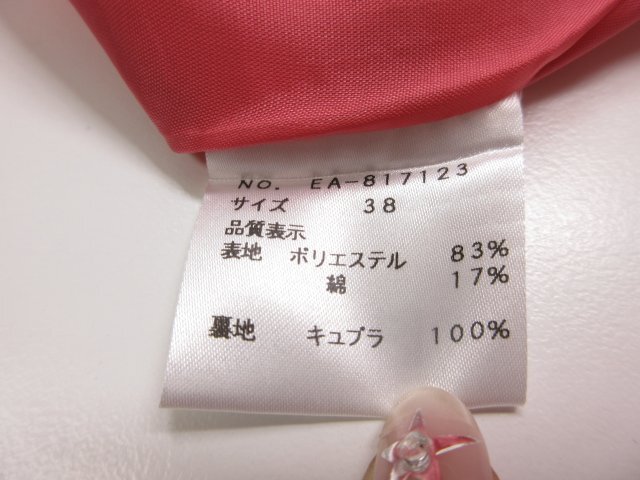 NO. EA-817123
サイズ 38
品質表示
表地 ポリエステル 83%
綿 17%
裏地 キュプラ 100%